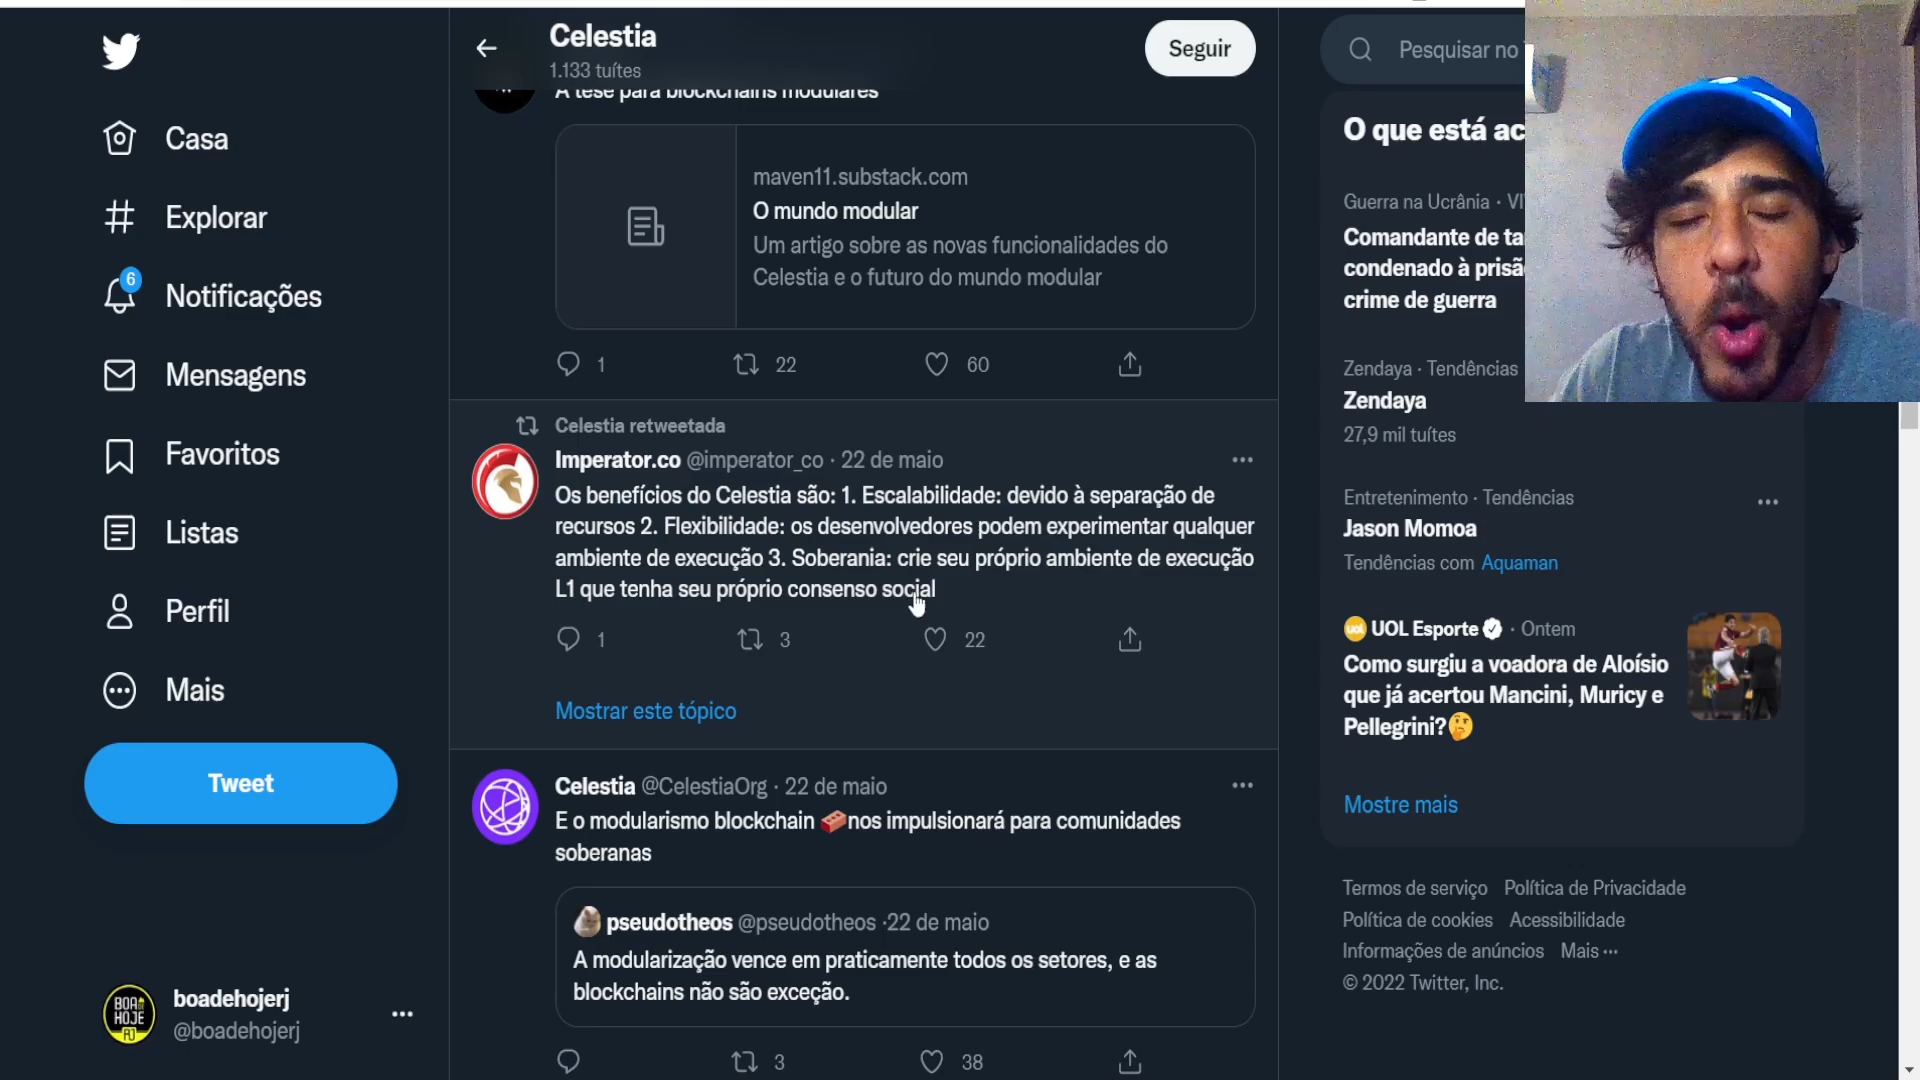 Celestia
1.133 tuítes
Seguir
Pesquisar no
Casa
Explorar
6
Notificações
Mensagens
Favoritos
Listas
Perfil
Mais
Tweet
BOA
HOJE
RJ
boadehojerj
@boadehojerj
A tese para blockchains modulares
maven11.substack.com
O mundo modular
Um artigo sobre as novas funcionalidades do
Celestia e o futuro do mundo modular
1 22 60
Celestia retweetada
Imperator.co @imperator_co · 22 de maio
Os benefícios do Celestia são: 1. Escalabilidade: devido à separação de
recursos 2. Flexibilidade: os desenvolvedores podem experimentar qualquer
ambiente de execução 3. Soberania: crie seu próprio ambiente de execução
L1 que tenha seu próprio consenso social
1 3 22
Mostrar este tópico
Celestia @CelestiaOrg · 22 de maio
E o modularismo blockchain 🧱nos impulsionará para comunidades
soberanas
pseudotheos @pseudotheos ·22 de maio
A modularização vence em praticamente todos os setores, e as
blockchains não são exceção.
3 38
O que está ac
Guerra na Ucrânia · VI
Comandante de ta
condenado à prisã
crime de guerra
Zendaya · Tendências
Zendaya
27,9 mil tuítes
Entretenimento · Tendências
Jason Momoa
Tendências com Aquaman
uol UOL Esporte · Ontem
Como surgiu a voadora de Aloísio
que já acertou Mancini, Muricy e
Pellegrini?🤔
Mostre mais
Termos de serviço Política de Privacidade
Política de cookies Acessibilidade
Informações de anúncios Mais ···
© 2022 Twitter, Inc.